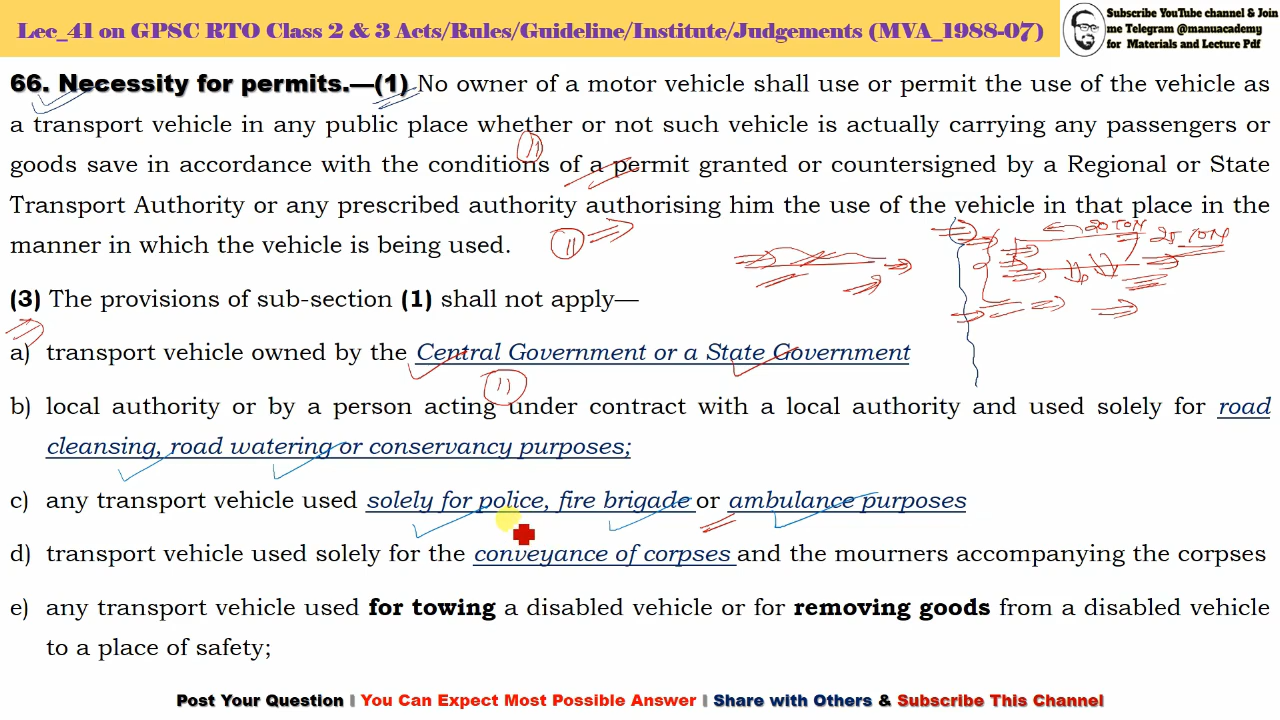 Lec_41 on GPSC RTO Class 2 & 3 Acts/Rules/Guideline/Institute/Judgements (MVA_1988-07)
Subscribe YouTube channel & Join
me Telegram @manuacademy
for Materials and Lecture Pdf
66. Necessity for permits.—(1) No owner of a motor vehicle shall use or permit the use of the vehicle as
a transport vehicle in any public place whether or not such vehicle is actually carrying any passengers or
goods save in accordance with the conditions of a permit granted or countersigned by a Regional or State
Transport Authority or any prescribed authority authorising him the use of the vehicle in that place in the
manner in which the vehicle is being used.
20 TON
25 TON
(3) The provisions of sub-section (1) shall not apply—
a) transport vehicle owned by the Central Government or a State Government
b) local authority or by a person acting under contract with a local authority and used solely for road
cleansing, road watering or conservancy purposes;
c) any transport vehicle used solely for police, fire brigade or ambulance purposes
d) transport vehicle used solely for the conveyance of corpses and the mourners accompanying the corpses
e) any transport vehicle used for towing a disabled vehicle or for removing goods from a disabled vehicle
to a place of safety;
Post Your Question | You Can Expect Most Possible Answer | Share with Others & Subscribe This Channel